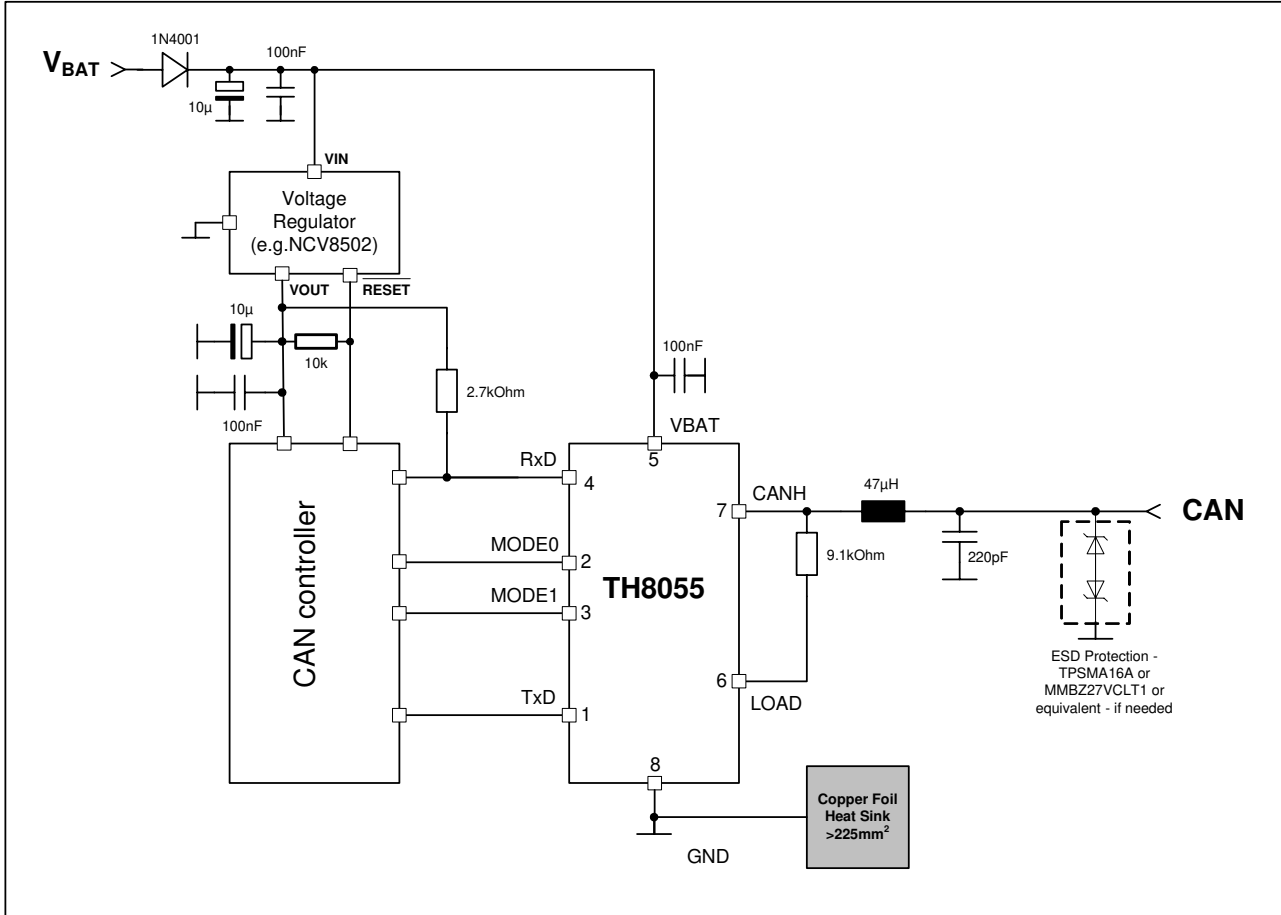 1N4001
100nF
VBAT
10µ
VIN
Voltage
Regulator
(e.g.NCV8502)
VOUT
RESET
10µ
10k
100nF
2.7kOhm
100nF
VBAT
5
RxD
4
CANH
7
47µH
CAN
9.1kOhm
220pF
MODE0
2
MODE1
3
TH8055
CAN controller
ESD Protection -
TPSMA16A or
MMBZ27VCLT1 or
equivalent - if needed
6
LOAD
TxD
1
8
GND
Copper Foil
Heat Sink
>225mm²